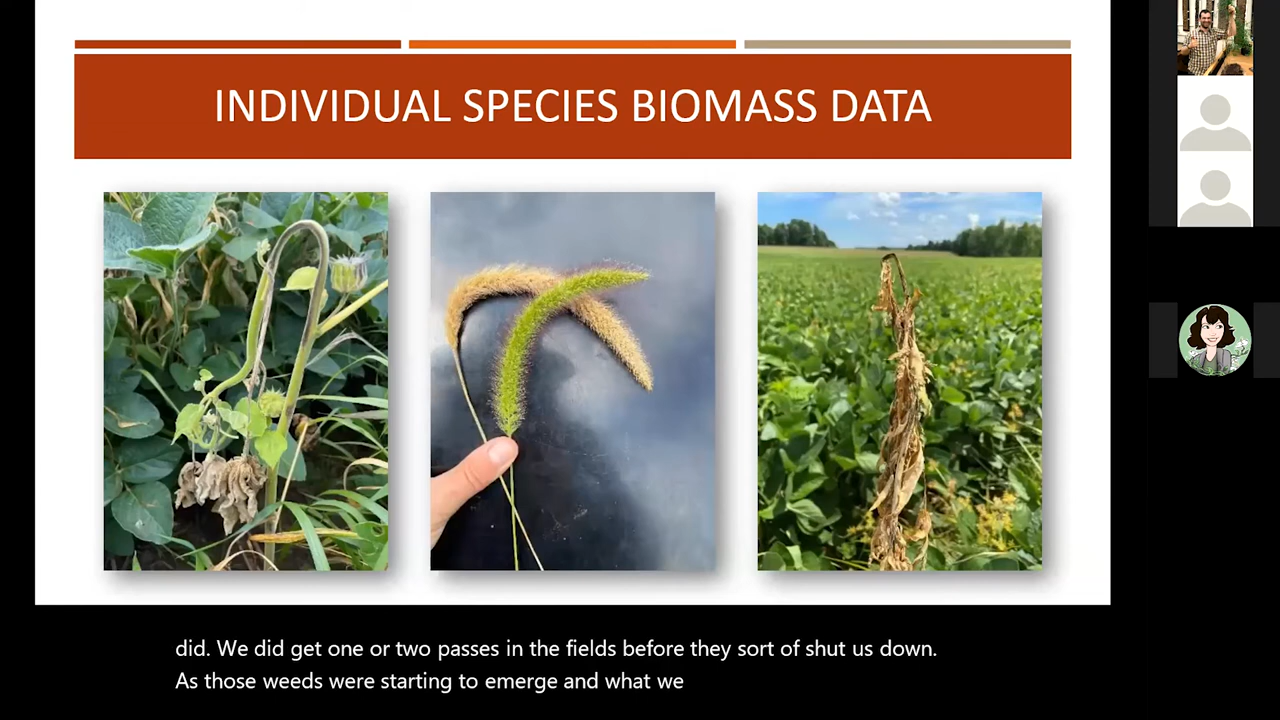 INDIVIDUAL SPECIES BIOMASS DATA
did. We did get one or two passes in the fields before they sort of shut us down.
As those weeds were starting to emerge and what we